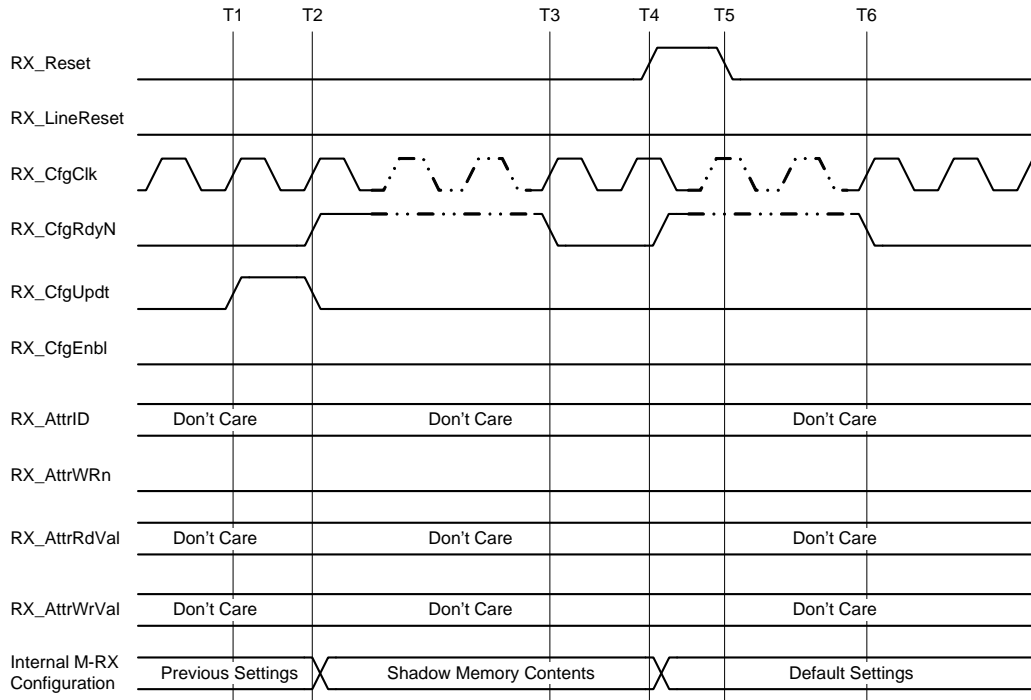 T1 T2 T3 T4 T5 T6
RX_Reset
RX_LineReset
RX_CfgClk
RX_CfgRdyN
RX_CfgUpdt
RX_CfgEnbl
RX_AttrID Don't Care Don't Care Don't Care
RX_AttrWRn
RX_AttrRdVal Don't Care Don't Care Don't Care
RX_AttrWrVal Don't Care Don't Care Don't Care
Internal M-RX
Configuration Previous Settings Shadow Memory Contents Default Settings